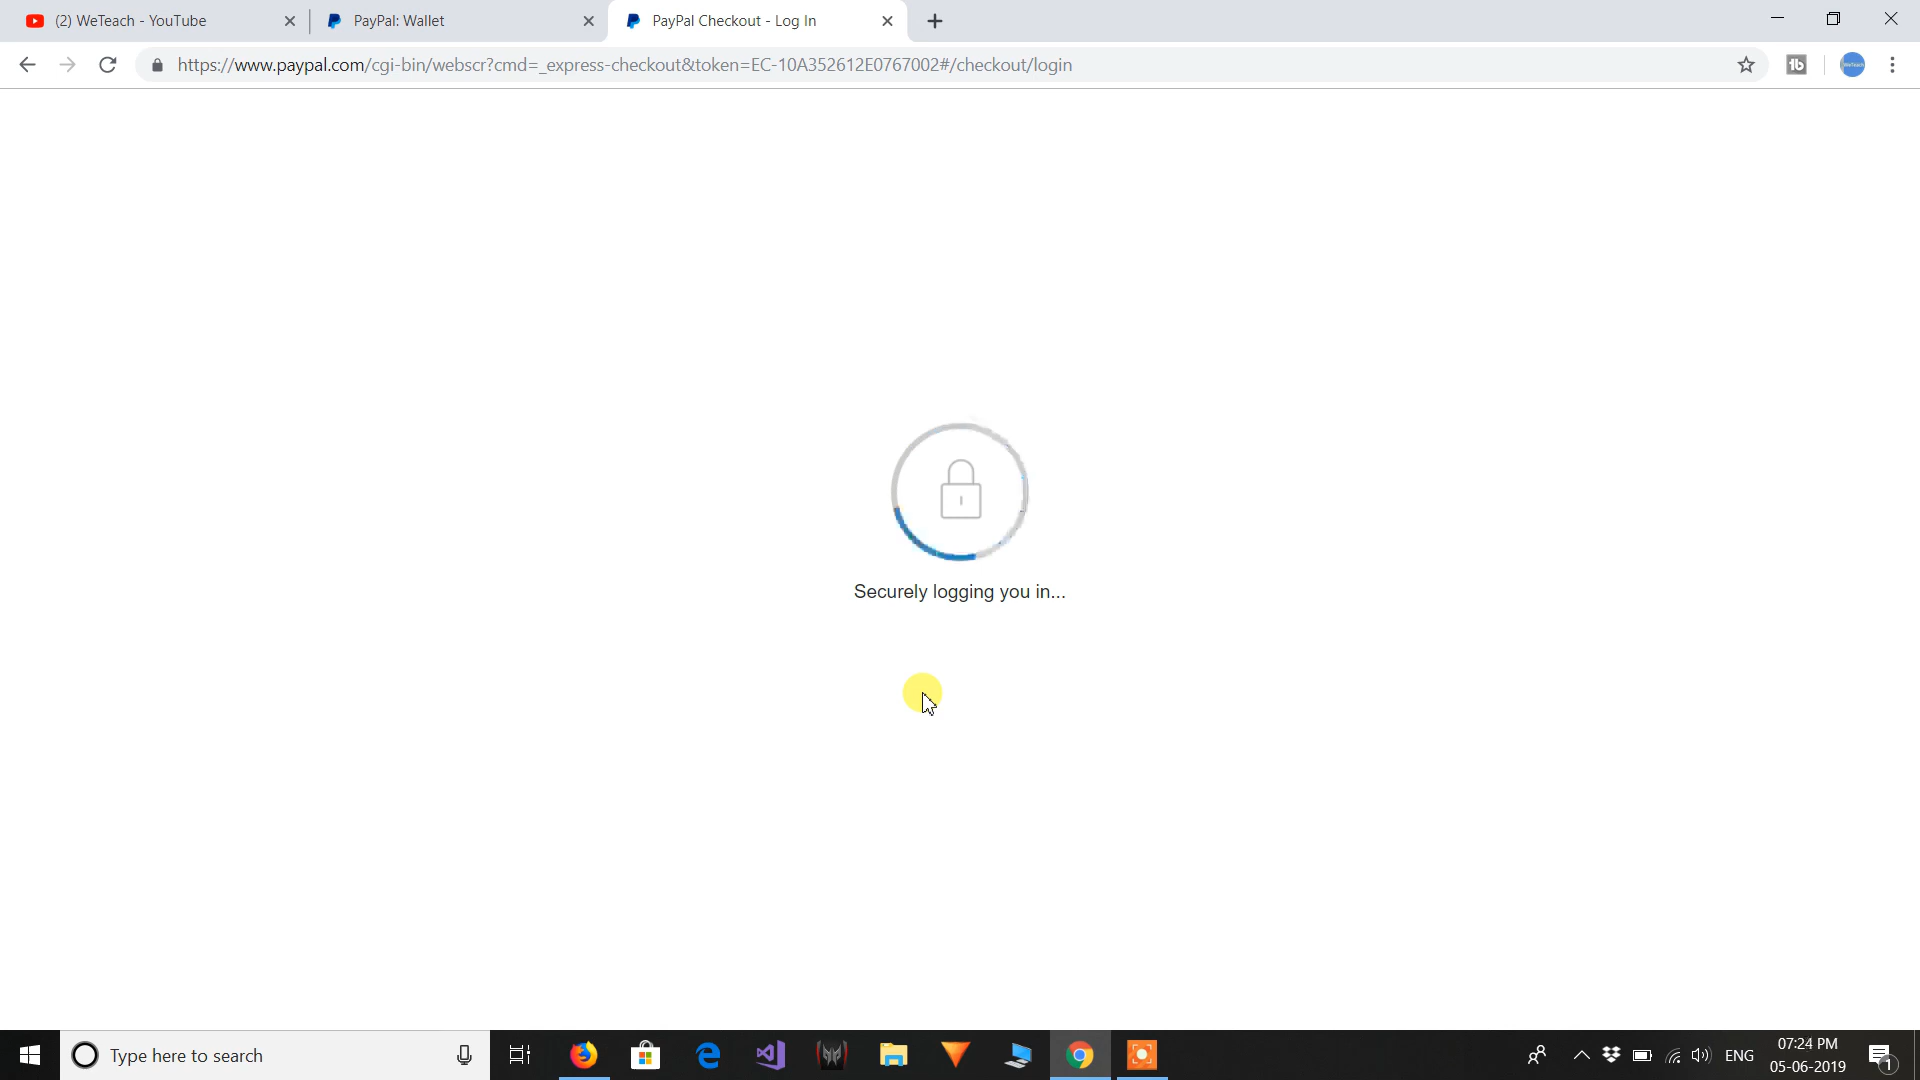 (2) WeTeach - YouTube
PayPal: Wallet
PayPal Checkout - Log In
https://www.paypal.com/cgi-bin/webscr?cmd=_express-checkout&token=EC-10A352612E0767002#/checkout/login
WeTeach
Securely logging you in...
Type here to search
ENG
07:24 PM
05-06-2019
1